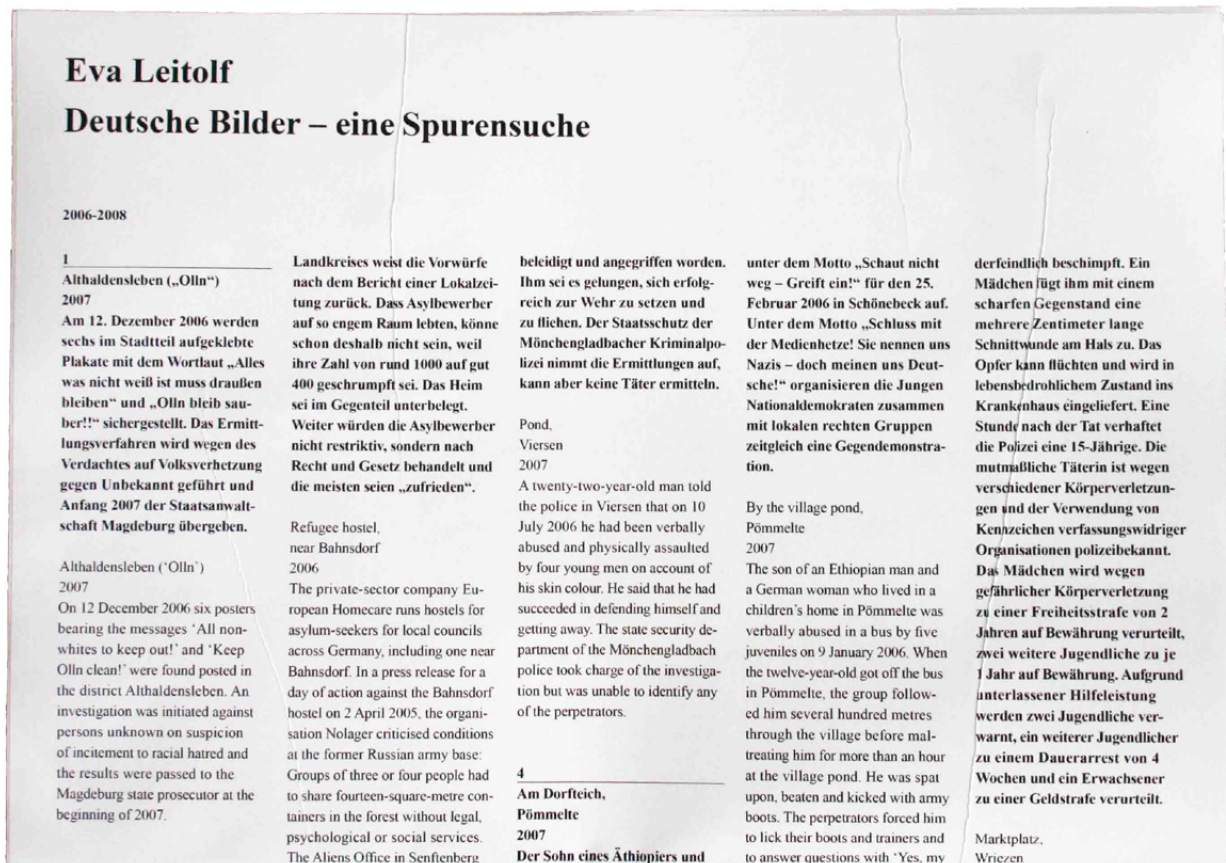 Eva Leitolf
Deutsche Bilder – eine Spurensuche
2006-2008
1
Althaldensleben („Olln“)
2007
Am 12. Dezember 2006 werden
sechs im Stadtteil aufgeklebte
Plakate mit dem Wortlaut „Alles
was nicht weiß ist muss draußen
bleiben“ und „Olln bleib sau-
ber!!“ sichergestellt. Das Ermitt-
lungsverfahren wird wegen des
Verdachtes auf Volksverhetzung
gegen Unbekannt geführt und
Anfang 2007 der Staatsanwalt-
schaft Magdeburg übergeben.
Althaldensleben (‘Olln’)
2007
On 12 December 2006 six posters
bearing the messages ‘All non-
whites to keep out!’ and ‘Keep
Olln clean!’ were found posted in
the district Althaldensleben. An
investigation was initiated against
persons unknown on suspicion
of incitement to racial hatred and
the results were passed to the
Magdeburg state prosecutor at the
beginning of 2007.
Landkreises weist die Vorwürfe
nach dem Bericht einer Lokalzei-
tung zurück. Dass Asylbewerber
auf so engem Raum lebten, könne
schon deshalb nicht sein, weil
ihre Zahl von rund 1000 auf gut
400 geschrumpft sei. Das Heim
sei im Gegenteil unterbelegt.
Weiter würden die Asylbewerber
nicht restriktiv, sondern nach
Recht und Gesetz behandelt und
die meisten seien „zufrieden“.
Refugee hostel,
near Bahnsdorf
2006
The private-sector company Eu-
ropean Homecare runs hostels for
asylum-seekers for local councils
across Germany, including one near
Bahnsdorf. In a press release for a
day of action against the Bahnsdorf
hostel on 2 April 2005, the organi-
sation Nolager criticised conditions
at the former Russian army base:
Groups of three or four people had
to share fourteen-square-metre con-
tainers in the forest without legal,
psychological or social services.
The Aliens Office in Senftenberg
beleidigt und angegriffen worden.
Ihm sei es gelungen, sich erfolg-
reich zur Wehr zu setzen und
zu fliehen. Der Staatsschutz der
Mönchengladbacher Kriminalpo-
lizei nimmt die Ermittlungen auf,
kann aber keine Täter ermitteln.
Pond,
Viersen
2007
A twenty-two-year-old man told
the police in Viersen that on 10
July 2006 he had been verbally
abused and physically assaulted
by four young men on account of
his skin colour. He said that he had
succeeded in defending himself and
getting away. The state security de-
partment of the Mönchengladbach
police took charge of the investiga-
tion but was unable to identify any
of the perpetrators.
4
Am Dorfteich,
Pömmelte
2007
Der Sohn eines Äthiopiers und
unter dem Motto „Schaut nicht
weg – Greift ein!“ für den 25.
Februar 2006 in Schönebeck auf.
Unter dem Motto „Schluss mit
der Medienhetze! Sie nennen uns
Nazis – doch meinen uns Deut-
sche!“ organisieren die Jungen
Nationaldemokraten zusammen
mit lokalen rechten Gruppen
zeitgleich eine Gegendemonstra-
tion.
By the village pond,
Pömmelte
2007
The son of an Ethiopian man and
a German woman who lived in a
children’s home in Pömmelte was
verbally abused in a bus by five
juveniles on 9 January 2006. When
the twelve-year-old got off the bus
in Pömmelte, the group follow-
ed him several hundred metres
through the village before mal-
treating him for more than an hour
at the village pond. He was spat
upon, beaten and kicked with army
boots. The perpetrators forced him
to lick their boots and trainers and
to answer questions with ‘Yes, my
derfeindlich beschimpft. Ein
Mädchen fügt ihm mit einem
scharfen Gegenstand eine
mehrere Zentimeter lange
Schnittwunde am Hals zu. Das
Opfer kann flüchten und wird in
lebensbedrohlichem Zustand ins
Krankenhaus eingeliefert. Eine
Stunde nach der Tat verhaftet
die Polizei eine 15-Jährige. Die
mutmaßliche Täterin ist wegen
verschiedener Körperverletzun-
gen und der Verwendung von
Kennzeichen verfassungswidriger
Organisationen polizeibekannt.
Das Mädchen wird wegen
gefährlicher Körperverletzung
zu einer Freiheitsstrafe von 2
Jahren auf Bewährung verurteilt,
zwei weitere Jugendliche zu je
1 Jahr auf Bewährung. Aufgrund
unterlassener Hilfeleistung
werden zwei Jugendliche ver-
warnt, ein weiterer Jugendlicher
zu einem Dauerarrest von 4
Wochen und ein Erwachsener
zu einer Geldstrafe verurteilt.
Marktplatz,
Wriezen